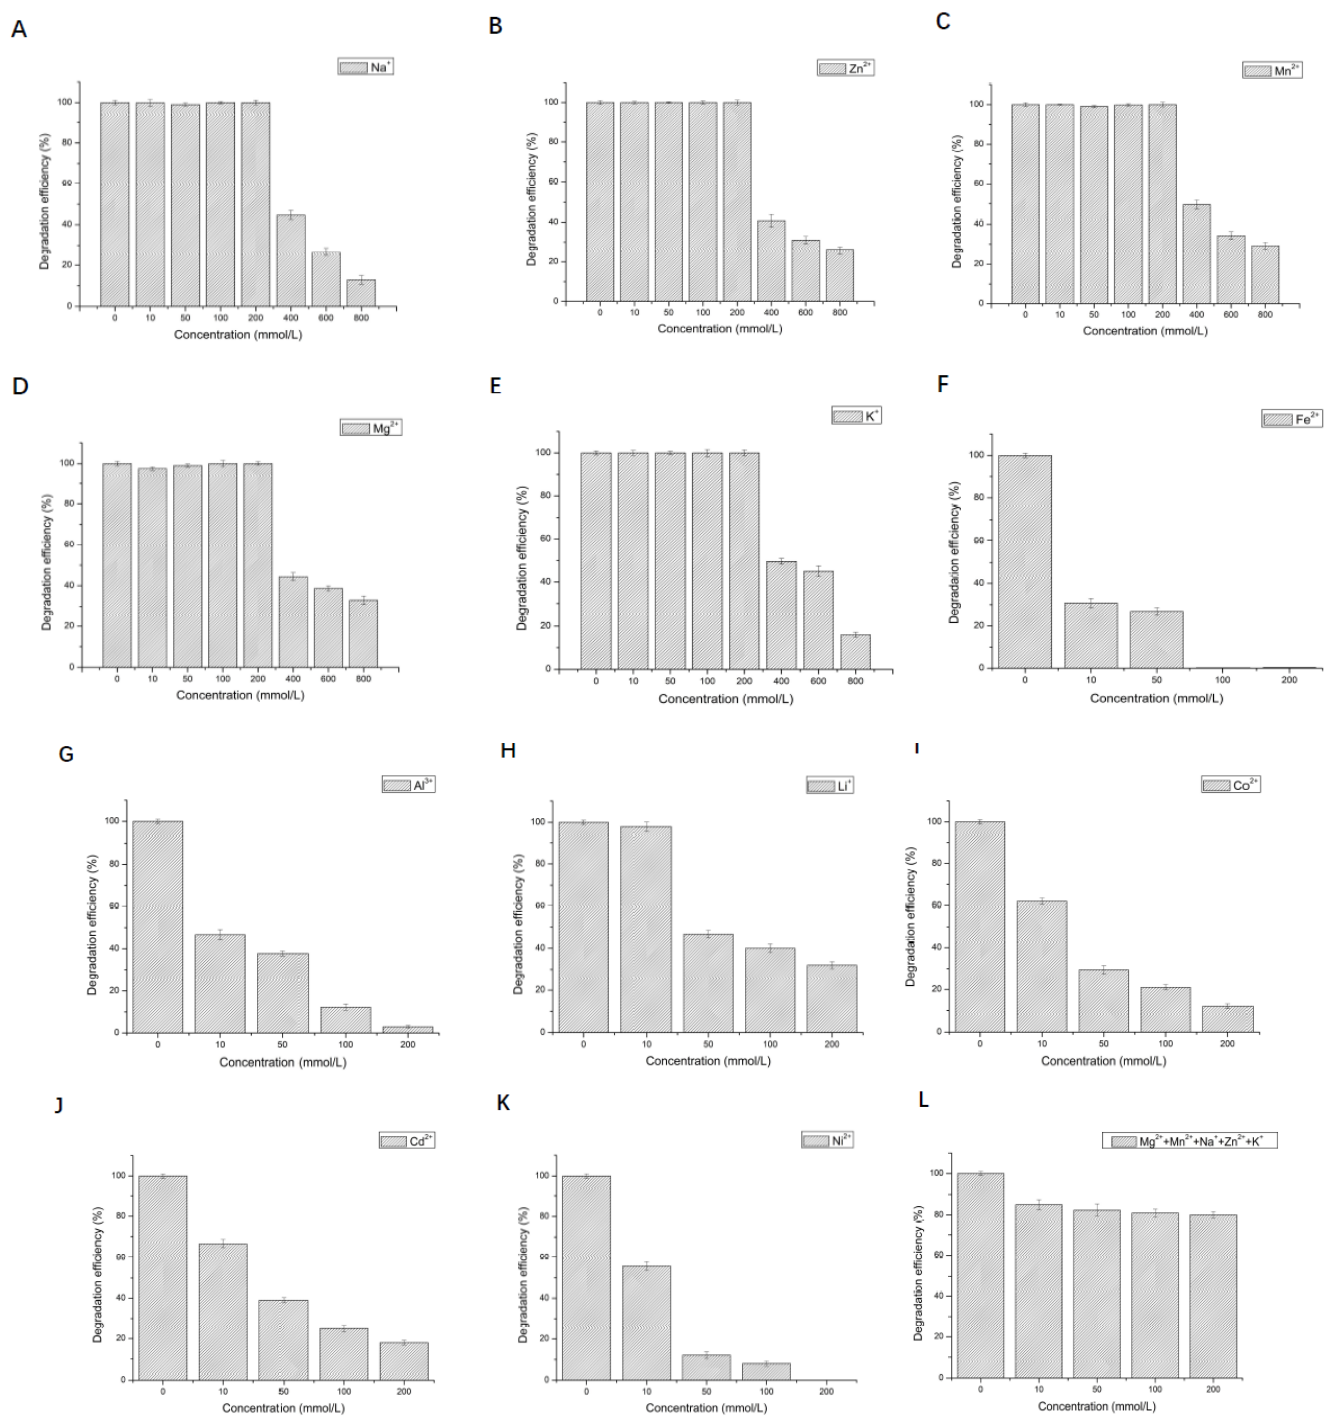 A
Na⁺
Degradation efficiency (%)
100
80
60
40
20
0
0 10 50 100 200 400 600 800
Concentration (mmol/L)
B
Zn²⁺
Degradation efficiency (%)
100
80
60
40
20
0
0 10 50 100 200 400 600 800
Concentration (mmol/L)
C
Mn²⁺
Degradation efficiency (%)
100
80
60
40
20
0
0 10 50 100 200 400 600 800
Concentration (mmol/L)
D
Mg²⁺
Degradation efficiency (%)
100
80
60
40
20
0
0 10 50 100 200 400 600 800
Concentration (mmol/L)
E
K⁺
Degradation efficiency (%)
100
80
60
40
20
0
0 10 50 100 200 400 600 800
Concentration (mmol/L)
F
Fe²⁺
Degradation efficiency (%)
100
80
60
40
20
0
0 10 50 100 200
Concentration (mmol/L)
G
Al³⁺
Degradation efficiency (%)
100
80
60
40
20
0
0 10 50 100 200
Concentration (mmol/L)
H
Li⁺
Degradation efficiency (%)
100
80
60
40
20
0
0 10 50 100 200
Concentration (mmol/L)
I
Co²⁺
Degradation efficiency (%)
100
80
60
40
20
0
0 10 50 100 200
Concentration (mmol/L)
J
Cd²⁺
Degradation efficiency (%)
100
80
60
40
20
0
0 10 50 100 200
Concentration (mmol/L)
K
Ni²⁺
Degradation efficiency (%)
100
80
60
40
20
0
0 10 50 100 200
Concentration (mmol/L)
L
Mg²⁺+Mn²⁺+Na⁺+Zn²⁺+K⁺
Degradation efficiency (%)
100
80
60
40
20
0
0 10 50 100 200
Concentration (mmol/L)